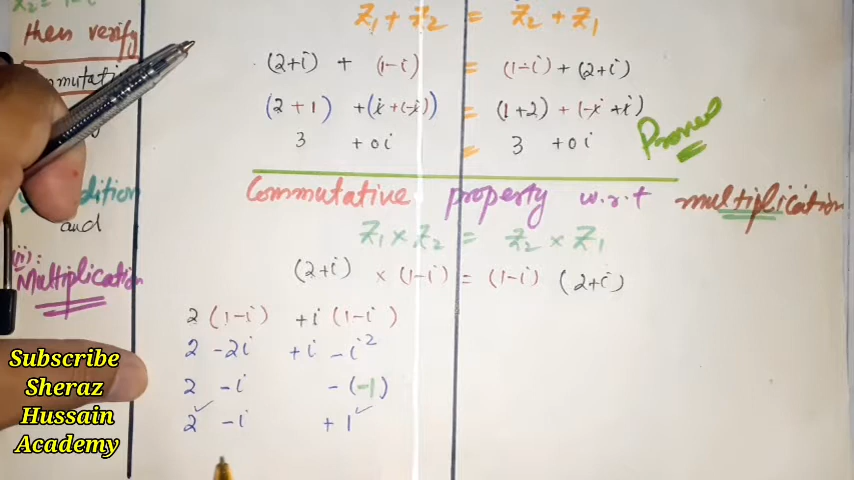 then verify
Z₁ + Z₂ = Z₂ + Z₁
(2+i) + (1-i) = (1-i) + (2+i)
(2+1) + (i+(-i)) = (1+2) + (-i+i)
3 + 0i = 3 + 0i
Proved
and
(ii):
Multiplication
Commutative property w.r.t multiplication
Z₁ × Z₂ = Z₂ × Z₁
(2+i) × (1-i) = (1-i) (2+i)
2 (1-i) + i (1-i)
2 -2i +i -i²
2 -i -(-1)
2 -i +1
Subscribe
Sheraz
Hussain
Academy